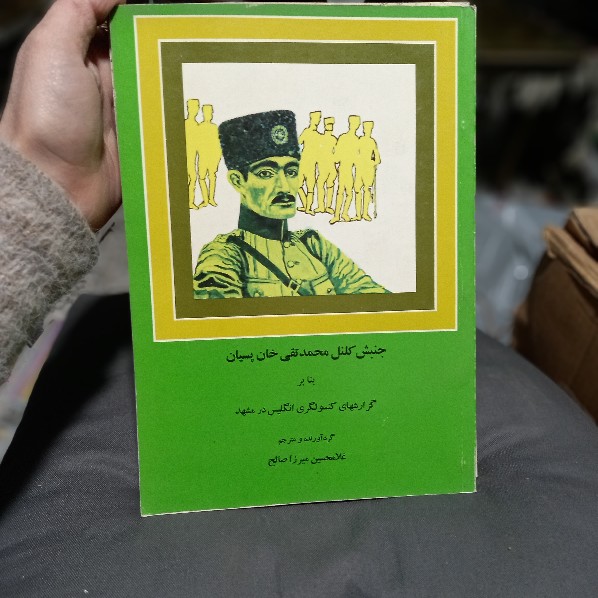 جنبش کلنل محمدتقی خان پسیان
بنا بر
گزارشهای کنسولگری انگلیس در مشهد
گردآورنده و مترجم
غلامحسین میرزا صالح